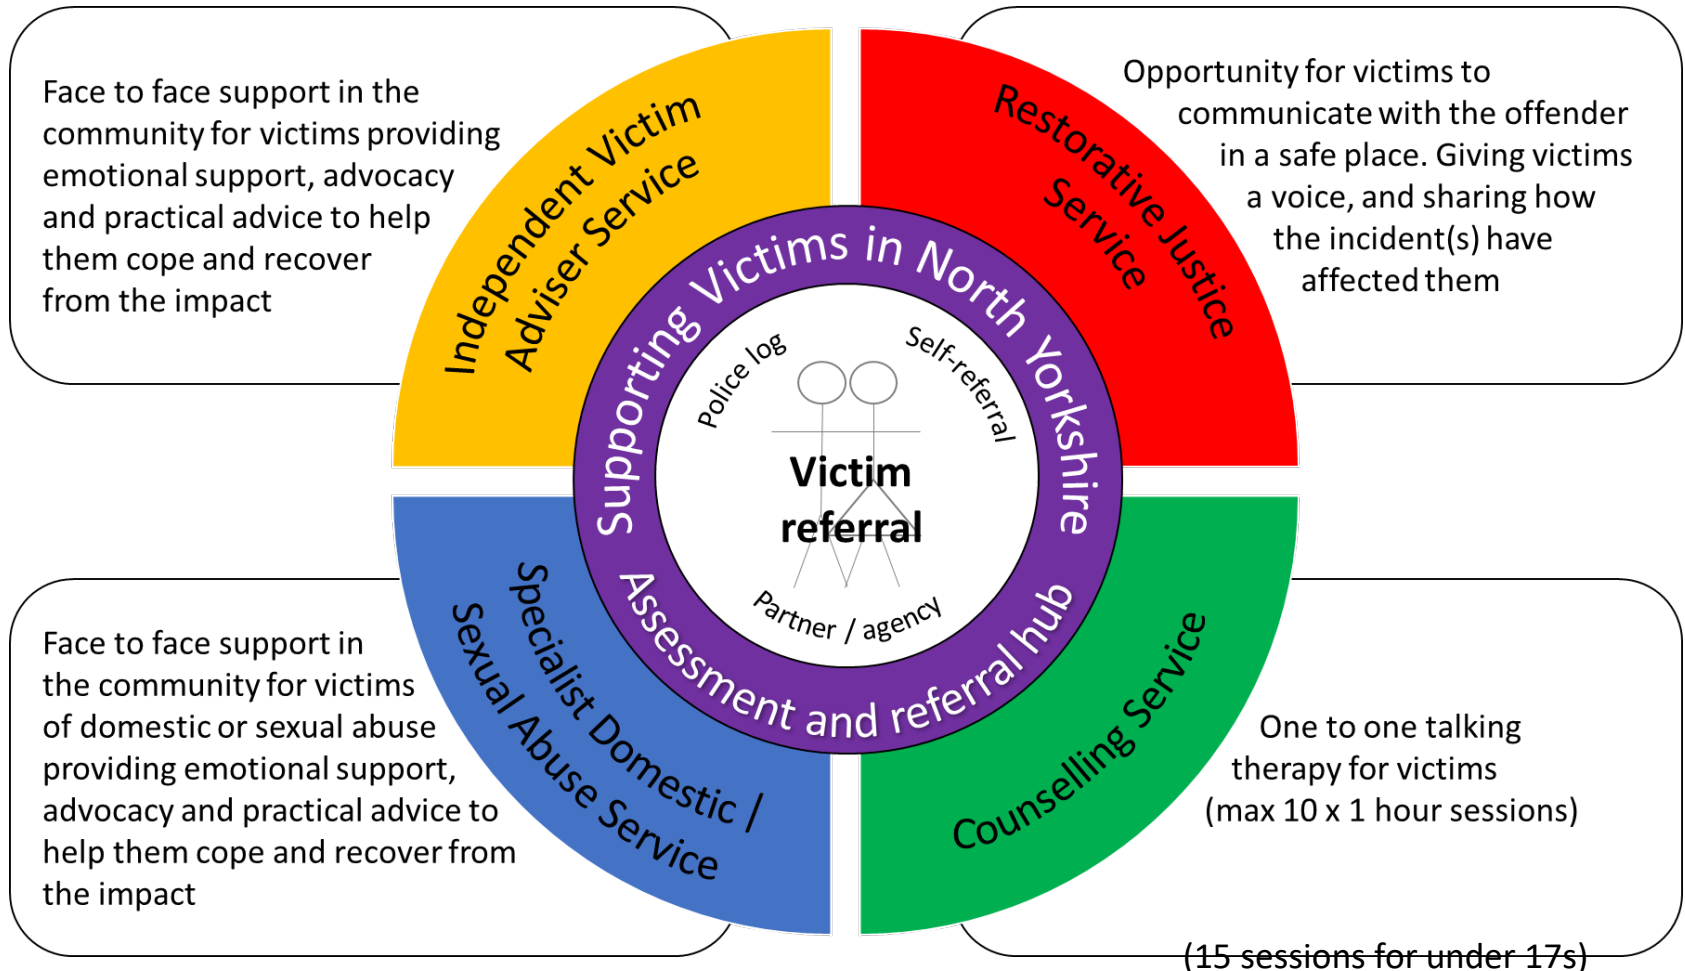 Face to face support in the
community for victims providing
emotional support, advocacy
and practical advice to help
them cope and recover
from the impact
Independent Victim
Adviser Service
Restorative Justice
Service
Opportunity for victims to
communicate with the offender
in a safe place. Giving victims
a voice, and sharing how
the incident(s) have
affected them
Supporting Victims in North Yorkshire
Police log
Self-referral
Victim
referral
Partner / agency
Assessment and referral hub
Face to face support in
the community for victims
of domestic or sexual abuse
providing emotional support,
advocacy and practical advice to
help them cope and recover from
the impact
Specialist Domestic /
Sexual Abuse Service
Counselling Service
One to one talking
therapy for victims
(max 10 x 1 hour sessions)
(15 sessions for under 17s)